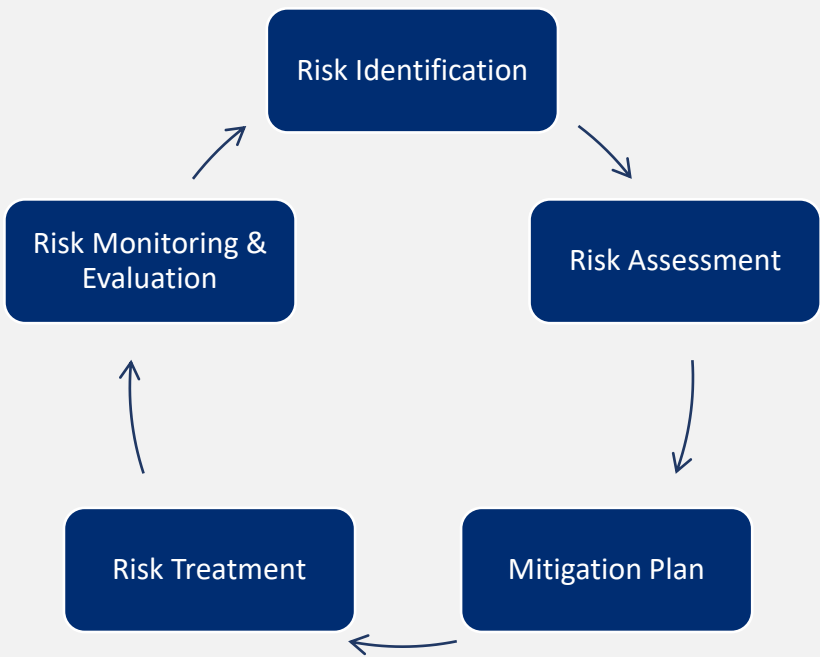 Risk Identification
Risk Assessment
Mitigation Plan
Risk Treatment
Risk Monitoring &
Evaluation